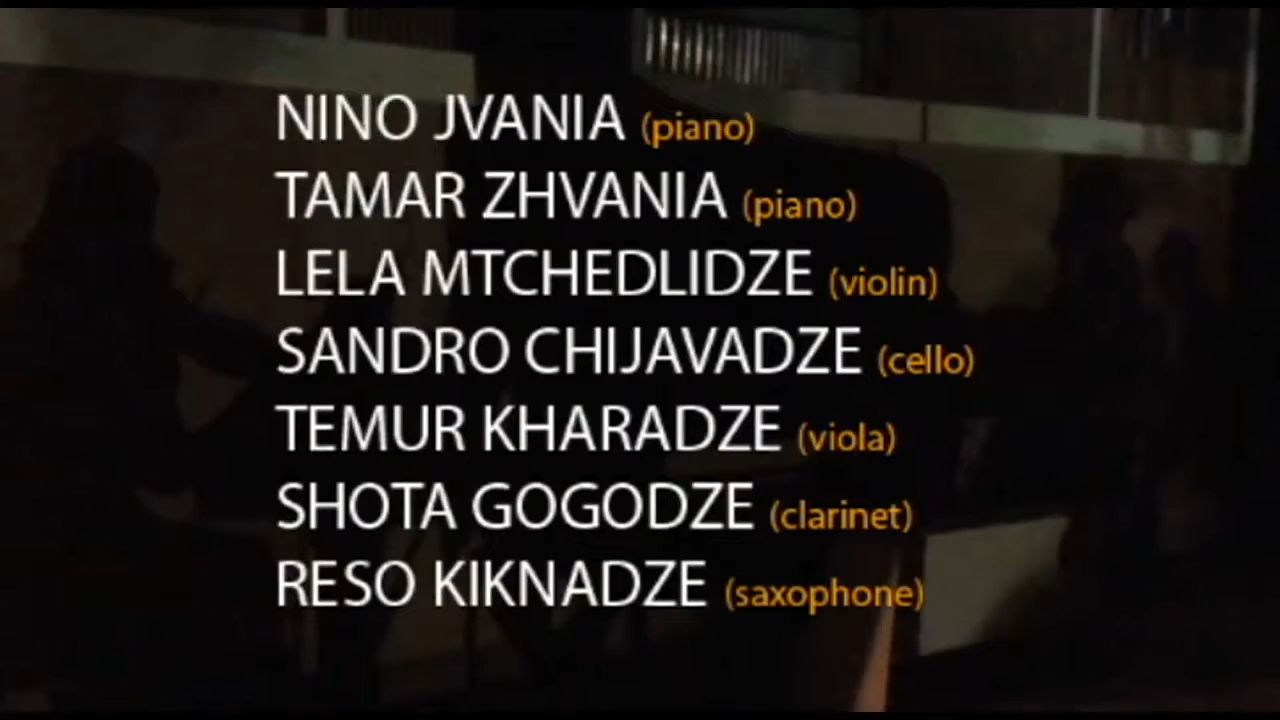 NINO JVANIA (piano)
TAMAR ZHVANIA (piano)
LELA MTCHEDLIDZE (violin)
SANDRO CHIJAVADZE (cello)
TEMUR KHARADZE (viola)
SHOTA GOGODZE (clarinet)
RESO KIKNADZE (saxophone)